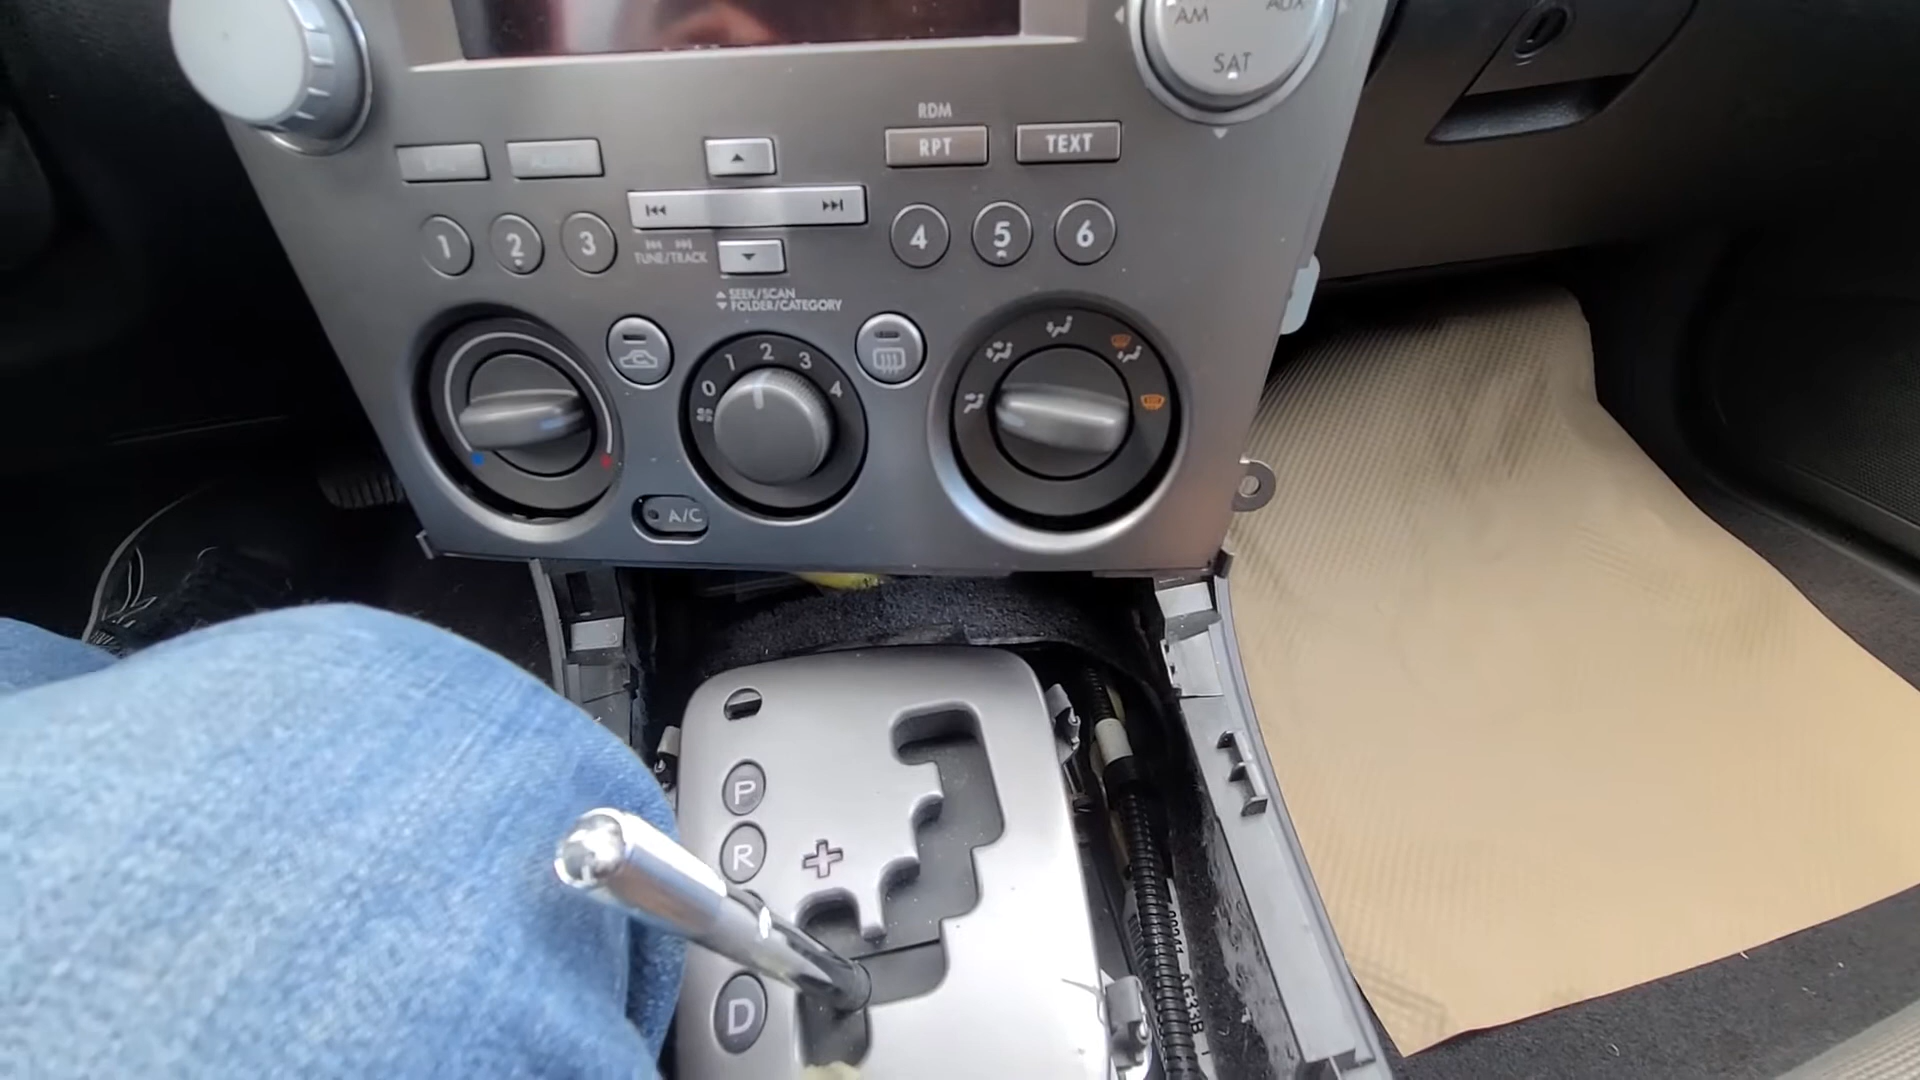 AM
AUX
SAT
RDM
RPT
TEXT
1
2
3
TUNE/TRACK
4
5
6
SEEK/SCAN
FOLDER/CATEGORY
0
1
2
3
4
A/C
P
R
+
D